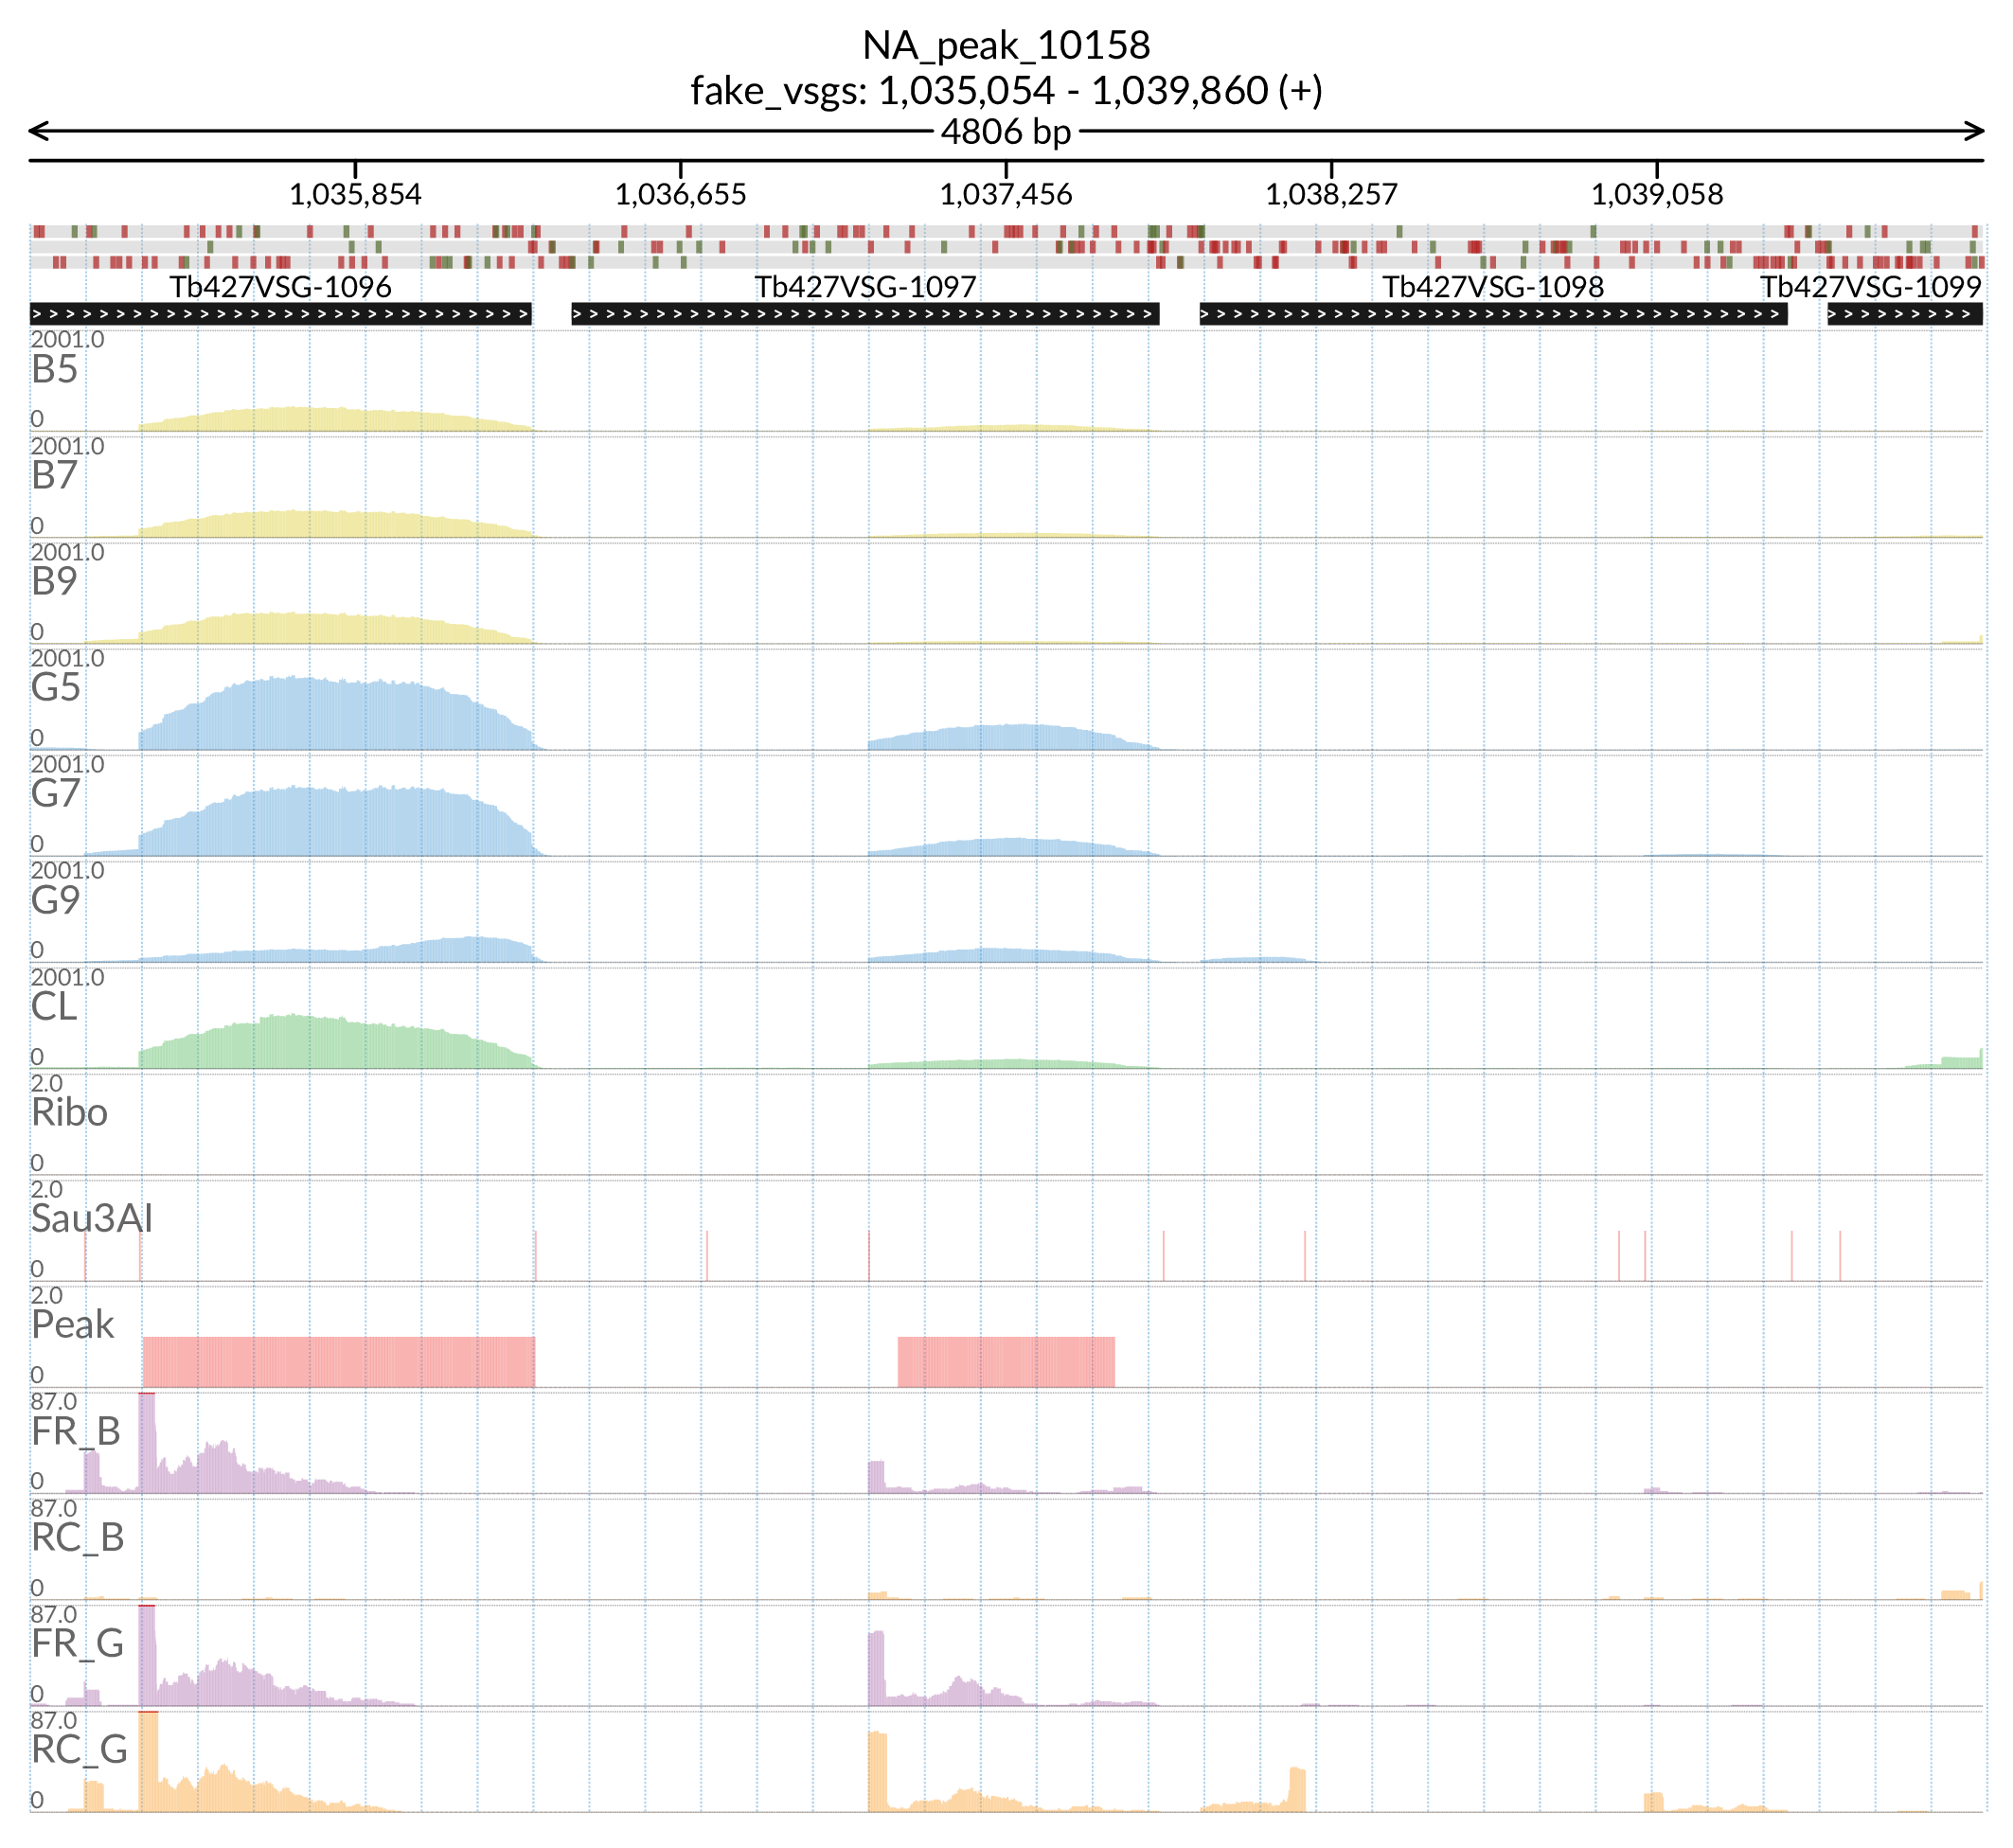 NA_peak_10158
fake_vsgs: 1,035,054 - 1,039,860 (+)
4806 bp
1,035,854 1,036,655 1,037,456 1,038,257 1,039,058
Tb427VSG-1096 Tb427VSG-1097 Tb427VSG-1098 Tb427VSG-1099
2001.0
B5
0
2001.0
B7
0
2001.0
B9
0
2001.0
G5
0
2001.0
G7
0
2001.0
G9
0
2001.0
CL
0
2.0
Ribo
0
2.0
Sau3AI
0
2.0
Peak
0
87.0
FR_B
0
87.0
RC_B
0
87.0
FR_G
0
87.0
RC_G
0